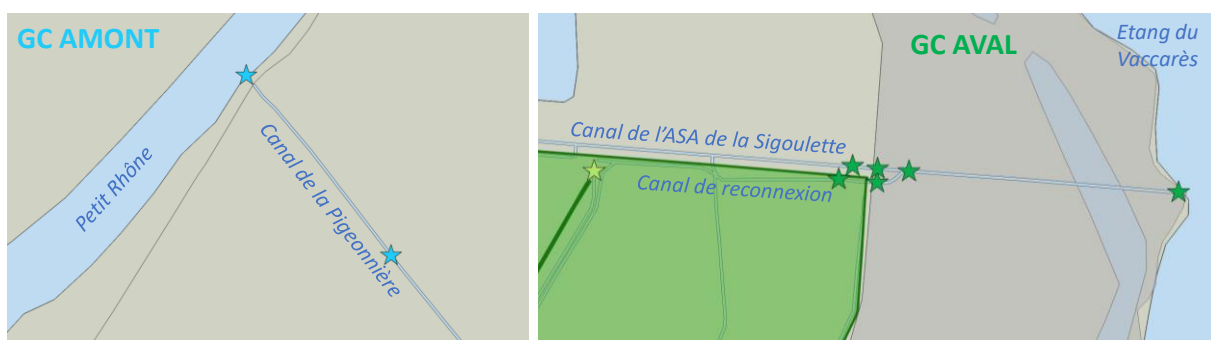 GC AMONT
Petit Rhône
Canal de la Pigeonnière
GC AVAL
Etang du
Vaccarès
Canal de l'ASA de la Sigoulette
Canal de reconnexion